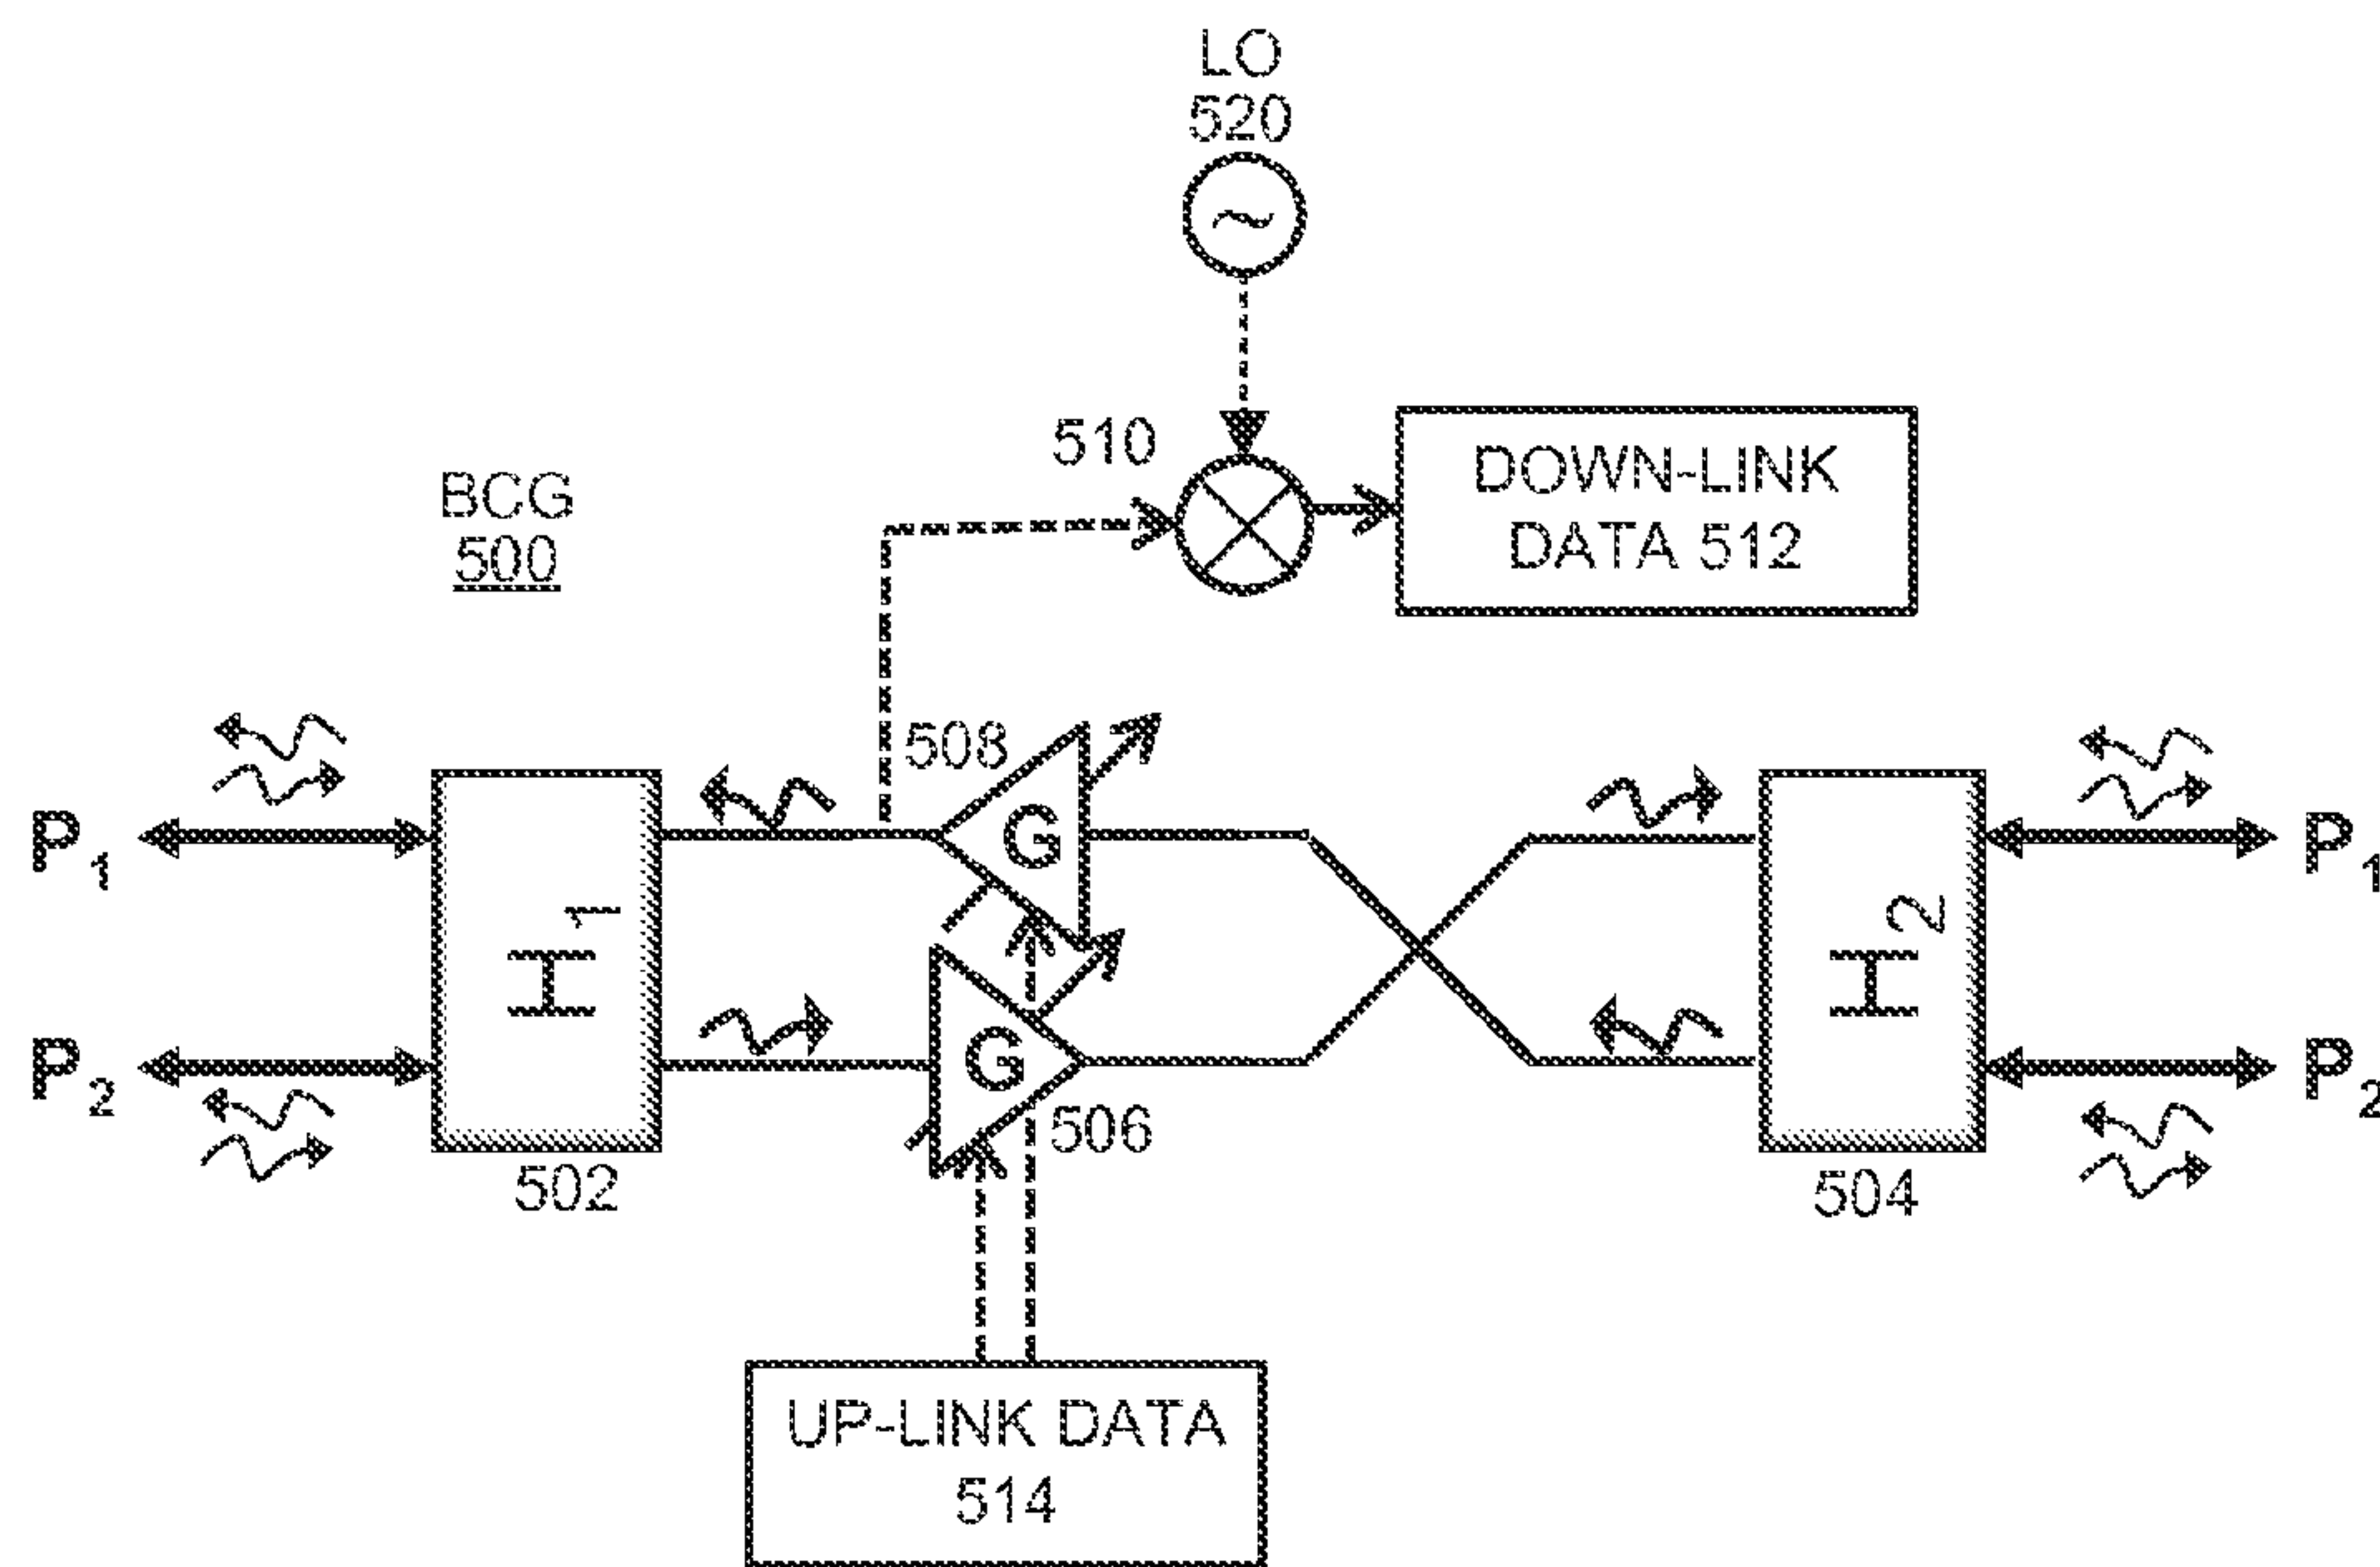 LO
520
510
DOWN-LINK
DATA 512
BCG
500
508
G
P1
H1
H2
P1
P2
G
506
P2
502
504
UP-LINK DATA
514